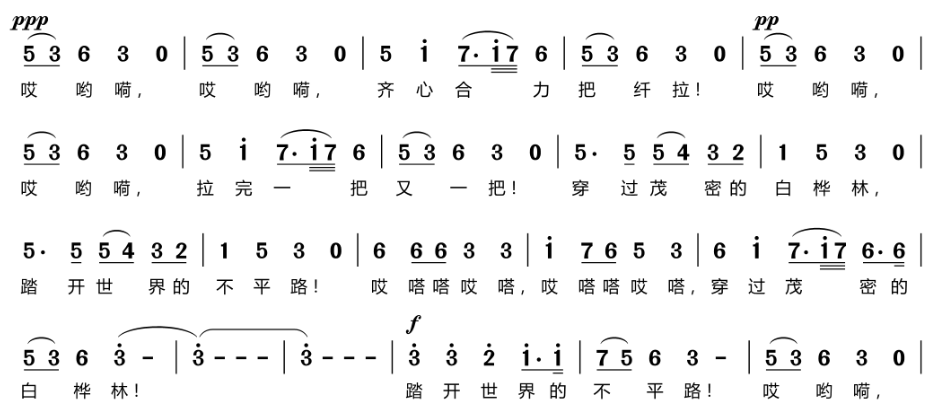 ppp pp
5 3 6 3 0 | 5 3 6 3 0 | 5 i 7· i7 6 | 5 3 6 3 0 | 5 3 6 3 0 |
哎 哟嗬, 哎 哟嗬, 齐心合 力把 纤拉! 哎 哟嗬,
5 3 6 3 0 | 5 i 7· i7 6 | 5 3 6 3 0 | 5· 5 5 4 3 2 | 1 5 3 0 |
哎 哟嗬, 拉完一 把又 一把! 穿 过茂 密的 白桦林,
5· 5 5 4 3 2 | 1 5 3 0 | 6 6 6 3 3 | i 7 6 5 3 | 6 i 7· i7 6· 6 |
踏 开世 界的 不平路! 哎 嗒嗒哎嗒, 哎 嗒嗒哎嗒, 穿过茂 密的
f
5 3 6 3 - | 3 - - - | 3 - - - | 3 3 2 i· i | 7 5 6 3 - | 5 3 6 3 0 |
白 桦林! 踏开世界的 不 平路! 哎 哟嗬,